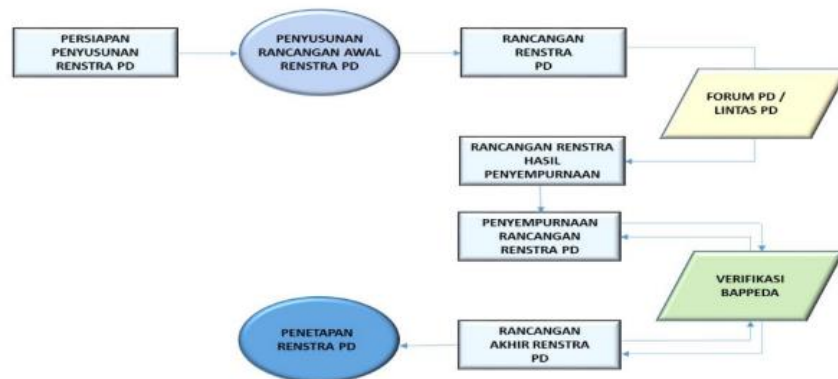 PERSIAPAN
PENYUSUNAN
RENSTRA PD
PENYUSUNAN
RANCANGAN AWAL
RENSTRA PD
RANCANGAN
RENSTRA
PD
FORUM PD /
LINTAS PD
RANCANGAN RENSTRA
HASIL
PENYEMPURNAAN
PENYEMPURNAAN
RANCANGAN
RENSTRA PD
VERIFIKASI
BAPPEDA
RANCANGAN
AKHIR RENSTRA
PD
PENETAPAN
RENSTRA PD